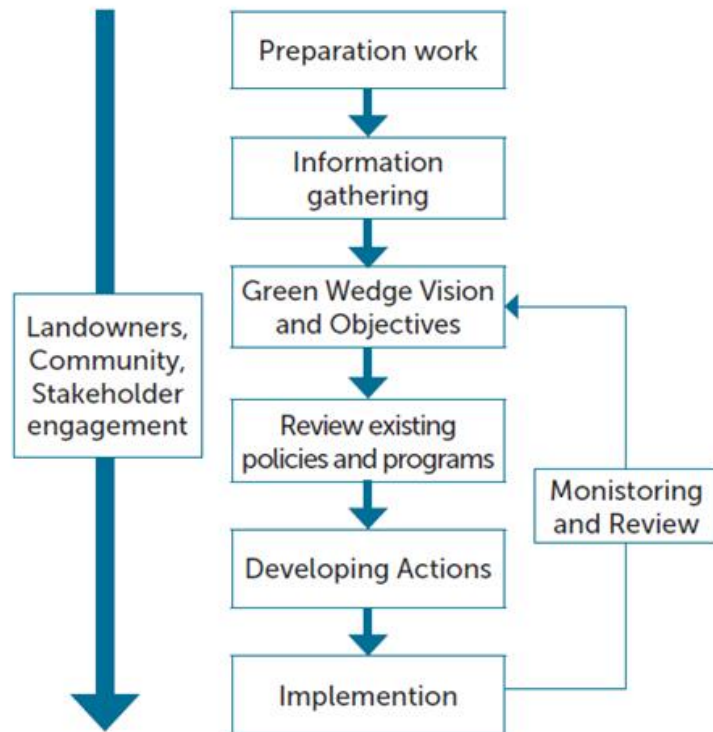 Preparation work
Information
gathering
Green Wedge Vision
and Objectives
Landowners,
Community,
Stakeholder
engagement
Review existing
policies and programs
Monistoring
and Review
Developing Actions
Implemention